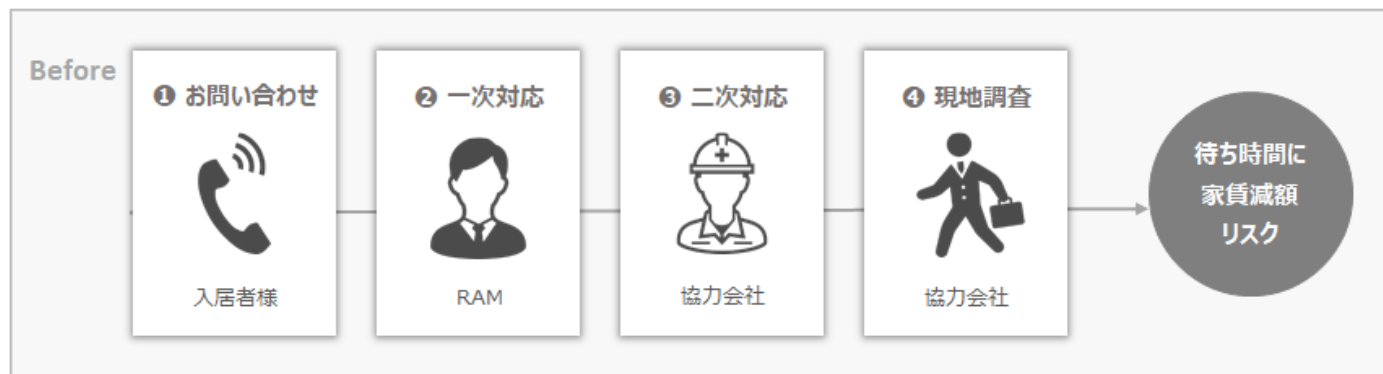 Before
❶ お問い合わせ
入居者様
❷ 一次対応
RAM
❸ 二次対応
協力会社
❹ 現地調査
協力会社
待ち時間に
家賃減額
リスク